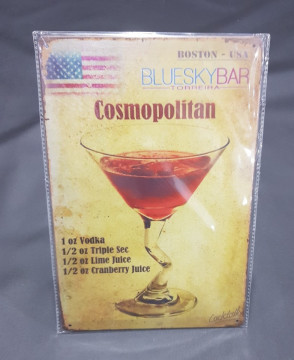 BOSTON - USA
BLUESKYBAR
TORREIRA
Cosmopolitan
1 oz Vodka
1/2 oz Triple Sec
1/2 oz Lime Juice
1/2 oz Cranberry Juice